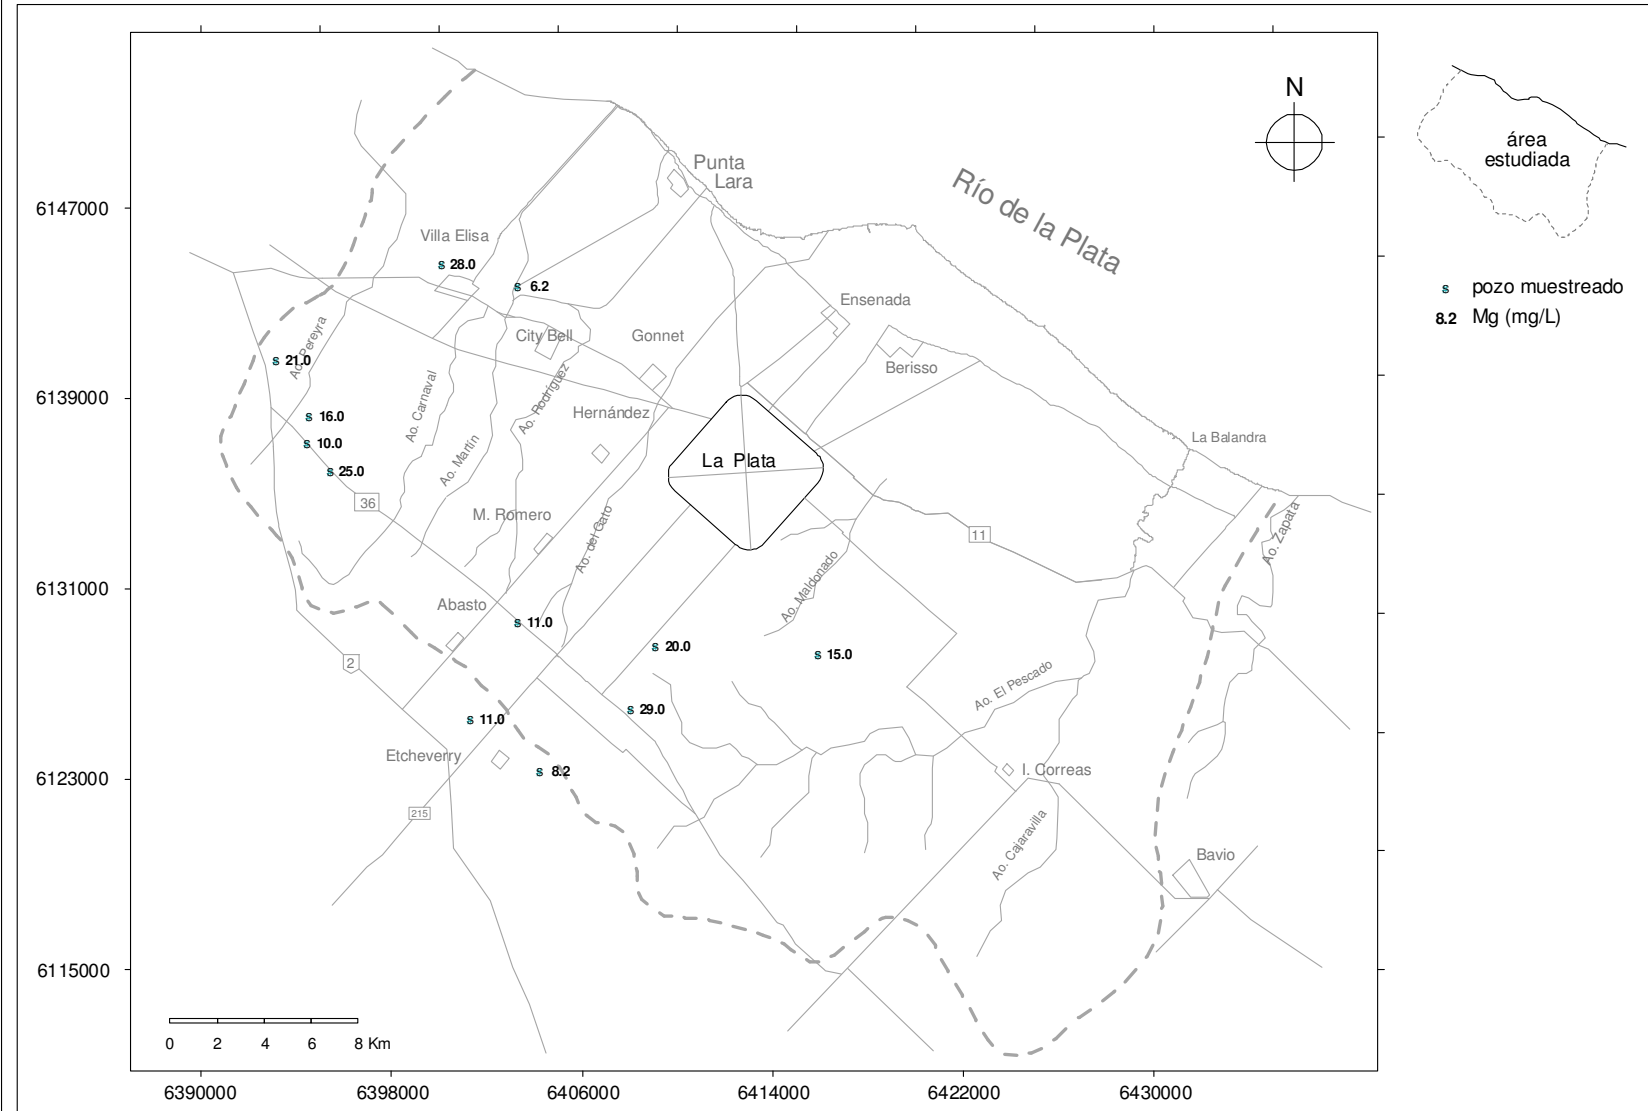 N
Punta
Lara
Río de la Plata
área
estudiada
6147000
Villa Elisa
s 28.0
s 6.2
s pozo muestreado
8.2 Mg (mg/L)
Ensenada
City Bell
Gonnet
Berisso
Ao. Pereyra
s 21.0
Ao. Carnaval
Ao. Rodríguez
6139000
s 16.0
Hernández
s 10.0
Ao. Martín
La Balandra
La Plata
s 25.0
36
M. Romero
Ao. del Gato
11
Ao. Zapata
Ao. Maldonado
6131000
Abasto
s 11.0
s 20.0
s 15.0
2
Ao. El Pescado
s 29.0
s 11.0
Etcheverry
s 8.2
I. Correas
6123000
215
Ao. Cajaravilla
Bavio
6115000
0 2 4 6 8 Km
6390000 6398000 6406000 6414000 6422000 6430000